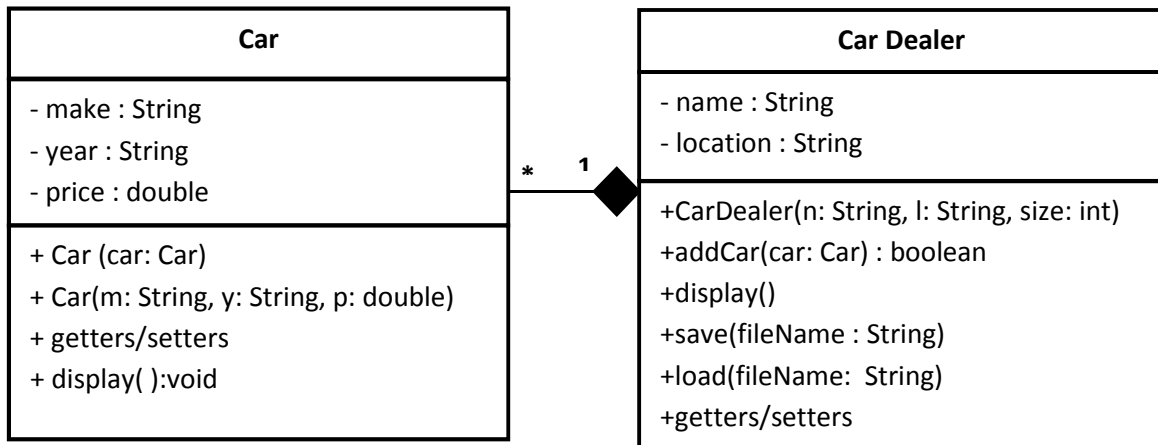 Car
- make : String
- year : String
- price : double
+ Car (car: Car)
+ Car(m: String, y: String, p: double)
+ getters/setters
+ display( ):void
* 1
Car Dealer
- name : String
- location : String
+CarDealer(n: String, l: String, size: int)
+addCar(car: Car) : boolean
+display()
+save(fileName : String)
+load(fileName: String)
+getters/setters